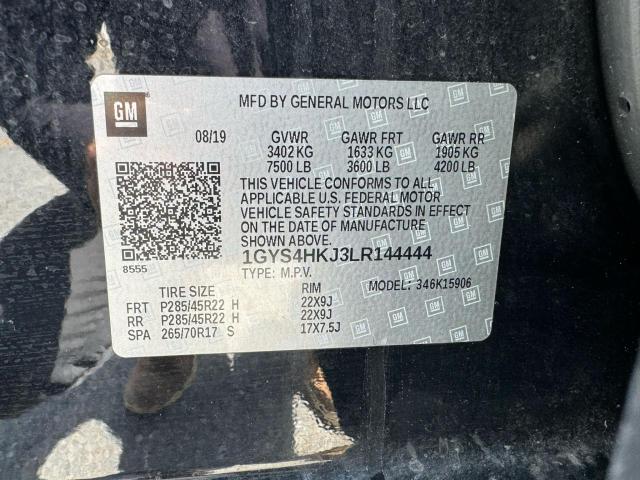 GM
MFD BY GENERAL MOTORS LLC
08/19 GVWR GAWR FRT GAWR RR
3402 KG 1633 KG 1905 KG
7500 LB 3600 LB 4200 LB
THIS VEHICLE CONFORMS TO ALL
APPLICABLE U.S. FEDERAL MOTOR
VEHICLE SAFETY STANDARDS IN EFFECT
ON THE DATE OF MANUFACTURE
SHOWN ABOVE.
8555
1GYS4HKJ3LR144444
TYPE: M.P.V. MODEL: 346K15906
TIRE SIZE RIM
FRT P285/45R22 H 22X9J
RR P285/45R22 H 22X9J
SPA 265/70R17 S 17X7.5J